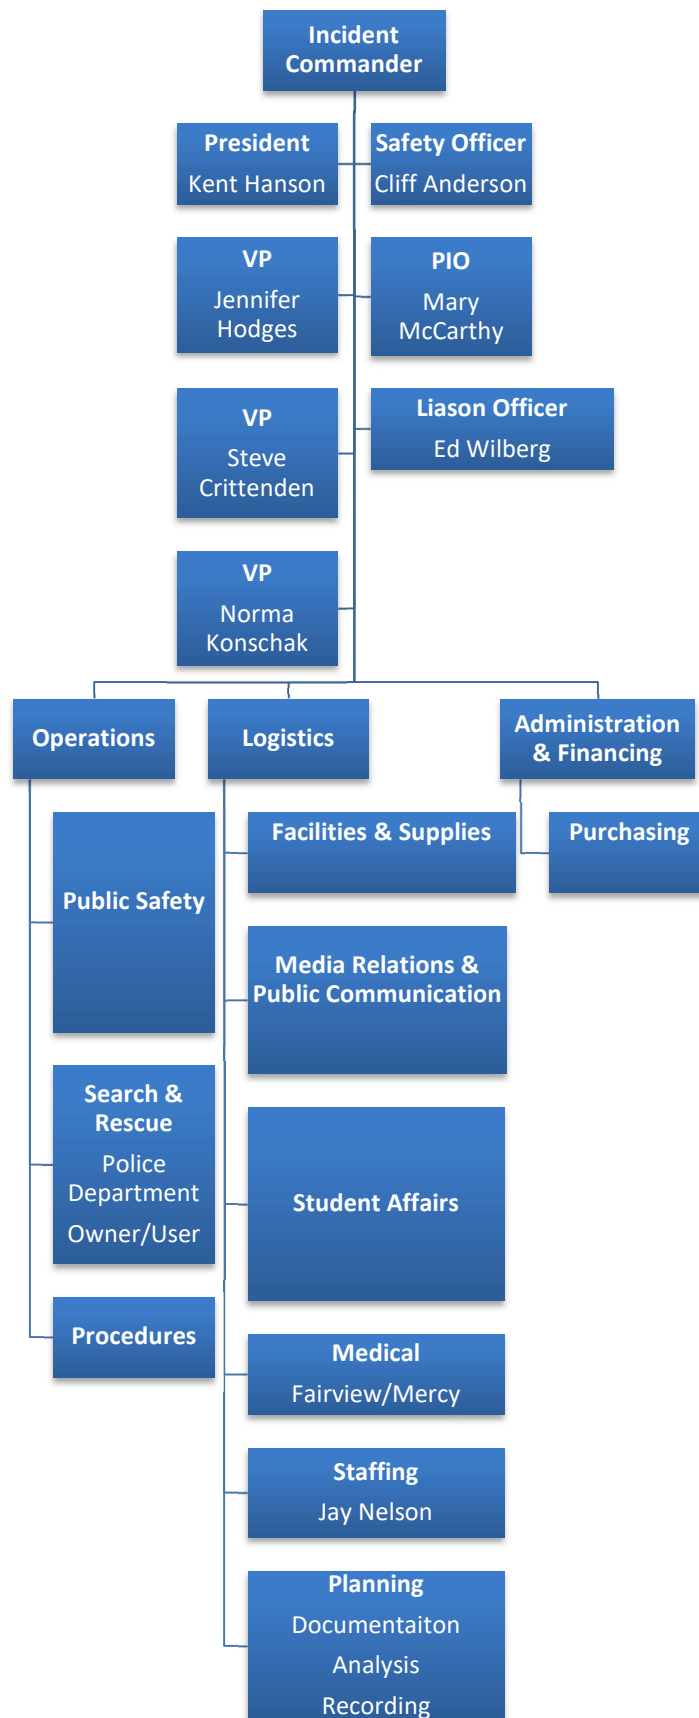 Incident
Commander
President
Kent Hanson
Safety Officer
Cliff Anderson
VP
Jennifer
Hodges
PIO
Mary
McCarthy
VP
Steve
Crittenden
Liason Officer
Ed Wilberg
VP
Norma
Konschak
Operations
Logistics
Administration
& Financing
Public Safety
Search &
Rescue
Police
Department
Owner/User
Procedures
Facilities & Supplies
Media Relations &
Public Communication
Student Affairs
Medical
Fairview/Mercy
Staffing
Jay Nelson
Planning
Documentaiton
Analysis
Recording
Purchasing